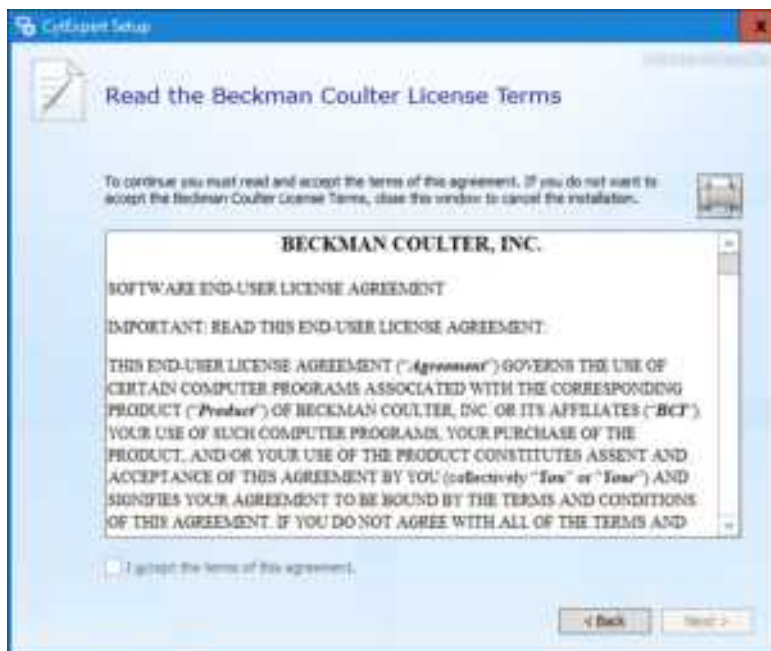 CytExpert Setup
Read the Beckman Coulter License Terms
To continue you must read and accept the terms of this agreement. If you do not want to
accept the Beckman Coulter License Terms, close this window to cancel the installation.
BECKMAN COULTER, INC.
SOFTWARE END-USER LICENSE AGREEMENT
IMPORTANT: READ THIS END-USER LICENSE AGREEMENT:
THIS END-USER LICENSE AGREEMENT ("Agreement") GOVERNS THE USE OF
CERTAIN COMPUTER PROGRAMS ASSOCIATED WITH THE CORRESPONDING
PRODUCT ("Product") OF BECKMAN COULTER, INC. OR ITS AFFILIATES ("BCI").
YOUR USE OF SUCH COMPUTER PROGRAMS, YOUR PURCHASE OF THE
PRODUCT, AND/OR YOUR USE OF THE PRODUCT CONSTITUTES ASSENT AND
ACCEPTANCE OF THIS AGREEMENT BY YOU (collectively "You" or "Your") AND
SIGNIFIES YOUR AGREEMENT TO BE BOUND BY THE TERMS AND CONDITIONS
OF THIS AGREEMENT. IF YOU DO NOT AGREE WITH ALL OF THE TERMS AND
I accept the terms of this agreement.
< Back
Next >